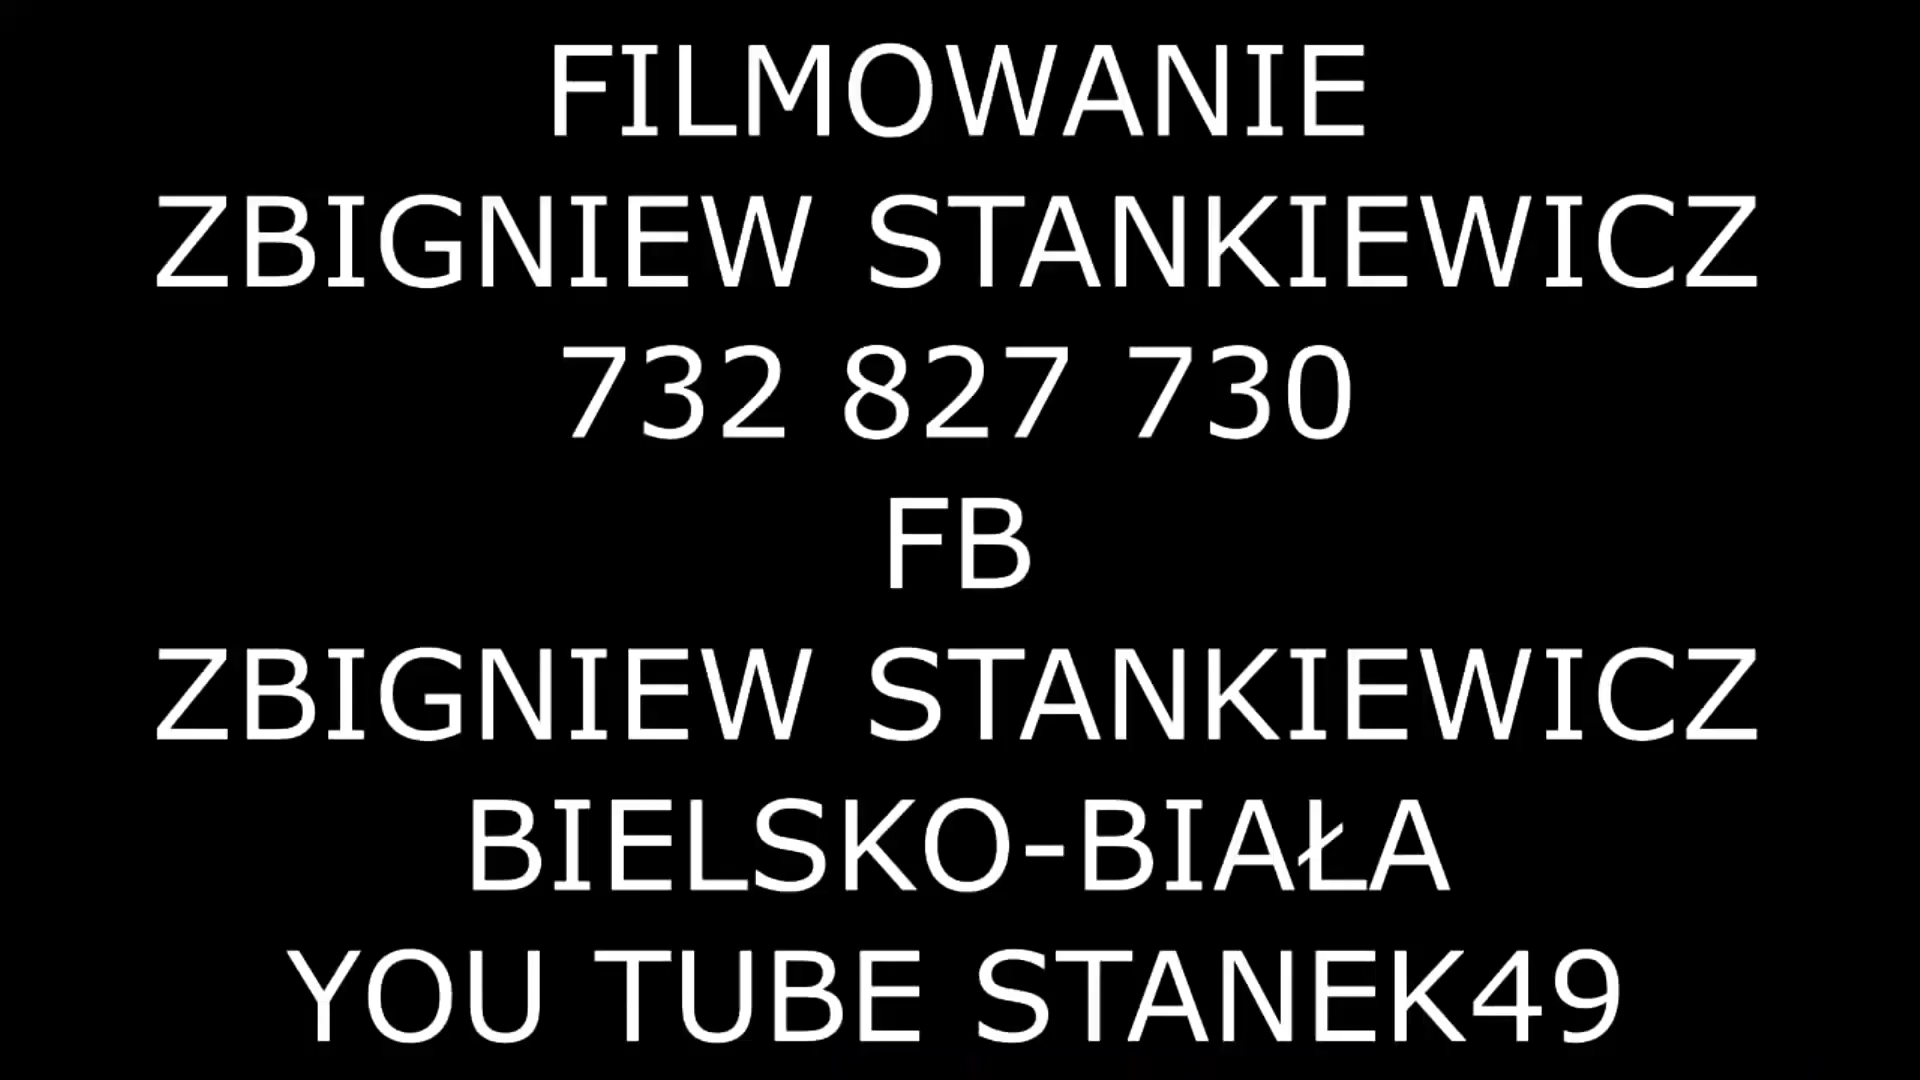 FILMOWANIE
ZBIGNIEW STANKIEWICZ
732 827 730
FB
ZBIGNIEW STANKIEWICZ
BIELSKO-BIAŁA
YOU TUBE STANEK49